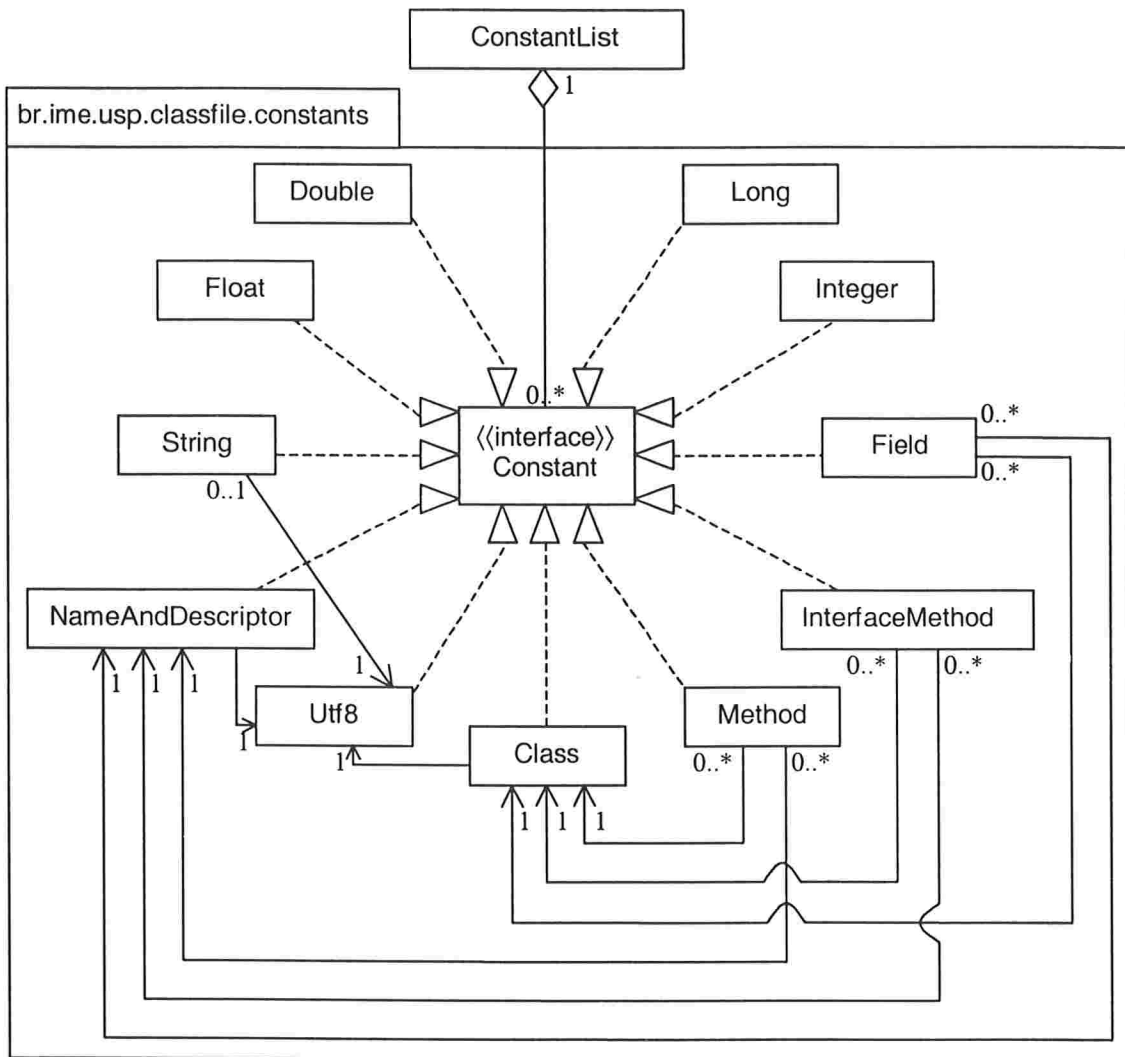 ConstantList
1
br.ime.usp.classfile.constants
Double
Long
Float
Integer
0..*
String
⟨⟨interface⟩⟩
Constant
Field
0..*
0..*
0..1
NameAndDescriptor
InterfaceMethod
1
1
1
1
Utf8
1
1
Class
Method
0..*
0..*
0..*
0..*
1
1
1